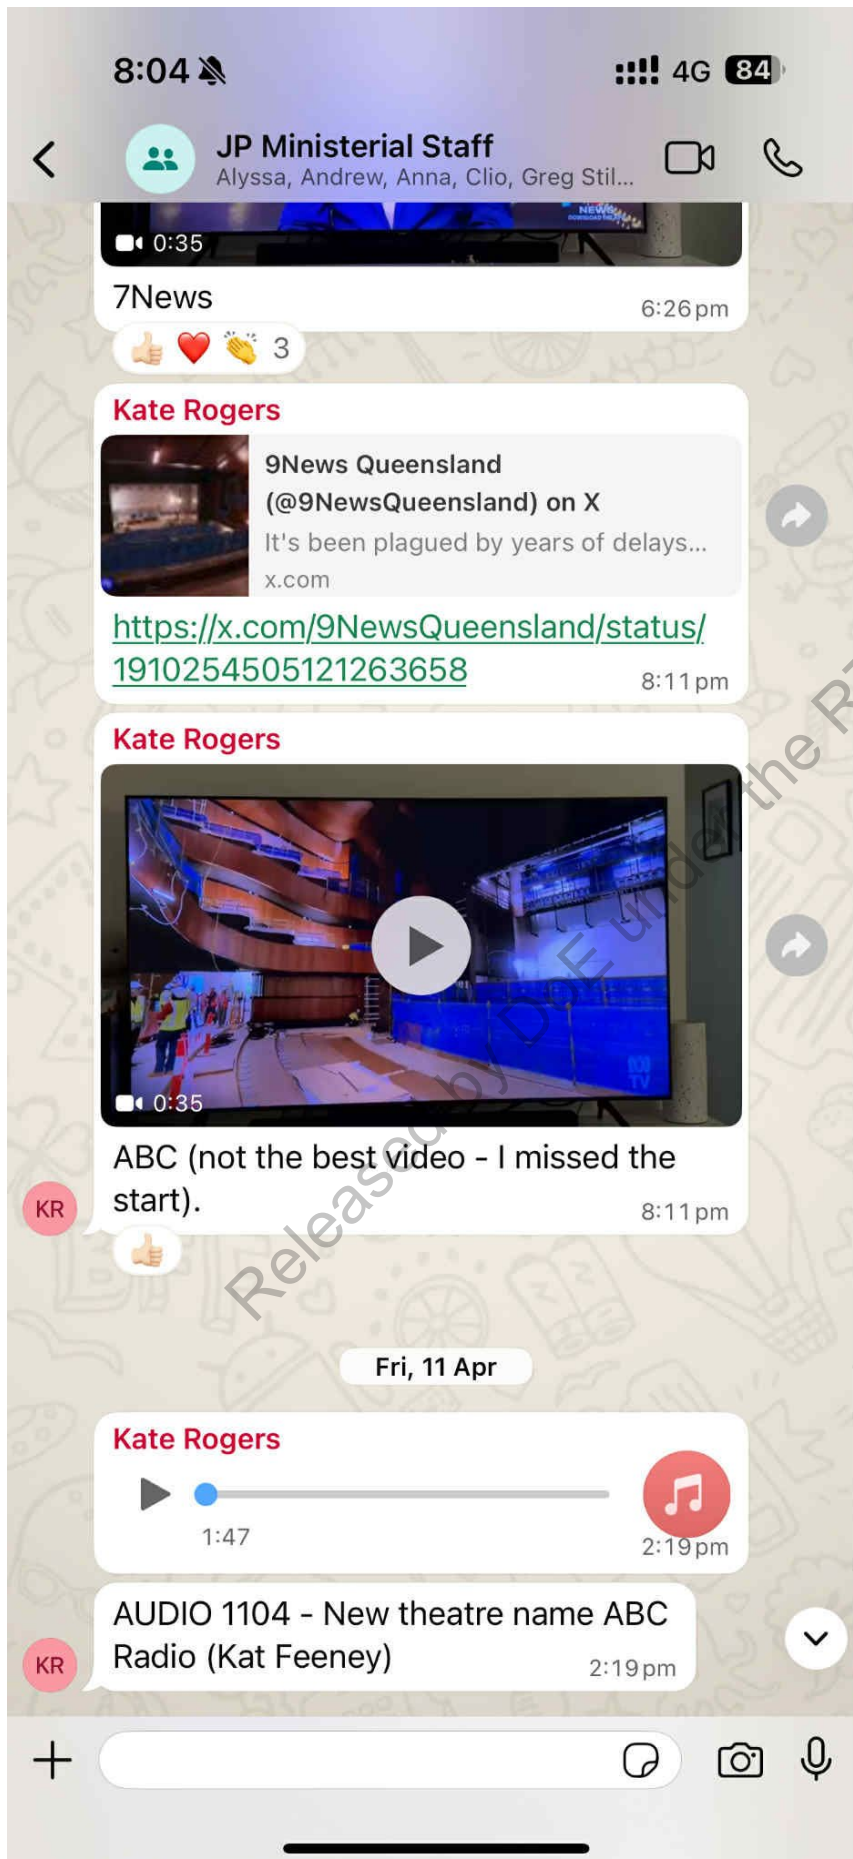 8:04
4G 84
JP Ministerial Staff
Alyssa, Andrew, Anna, Clio, Greg Stil...
NEWS
0:35
7News
6:26 pm
3
Kate Rogers
9News Queensland
(@9NewsQueensland) on X
It's been plagued by years of delays...
x.com
https://x.com/9NewsQueensland/status/
1910254505121263658
8:11 pm
Kate Rogers
TV
0:35
ABC (not the best video - I missed the
start).
8:11 pm
KR
Fri, 11 Apr
Kate Rogers
1:47
2:19 pm
AUDIO 1104 - New theatre name ABC
Radio (Kat Feeney)
2:19 pm
KR
Released by DoE under the